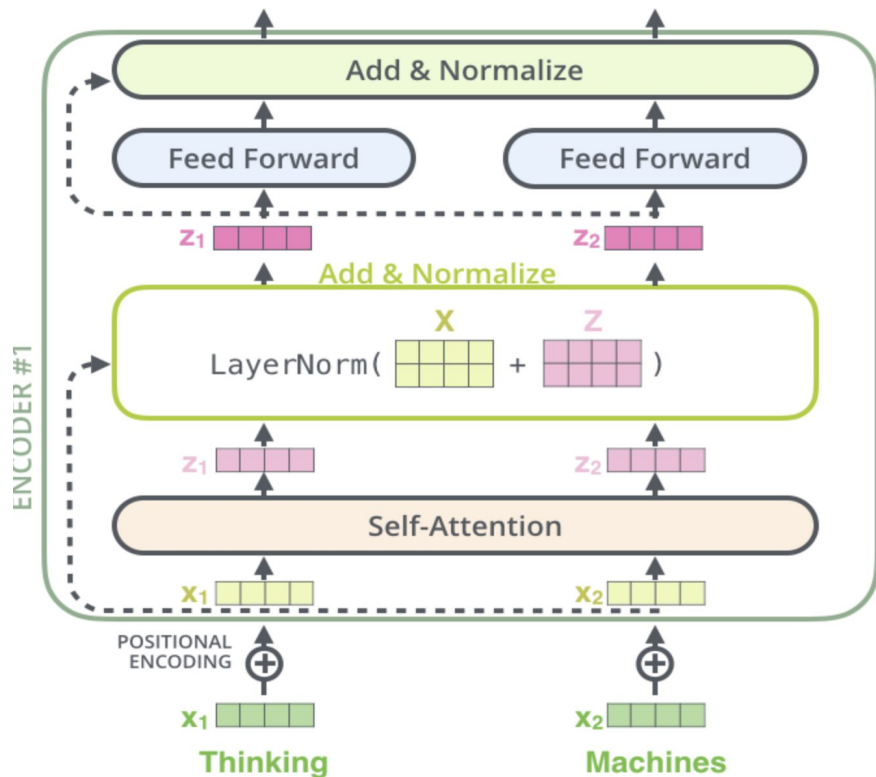 Add & Normalize
Feed Forward Feed Forward
z1 z2
Add & Normalize
X Z
LayerNorm( + )
ENCODER #1
z1 z2
Self-Attention
x1 x2
POSITIONAL
ENCODING
x1 x2
Thinking Machines